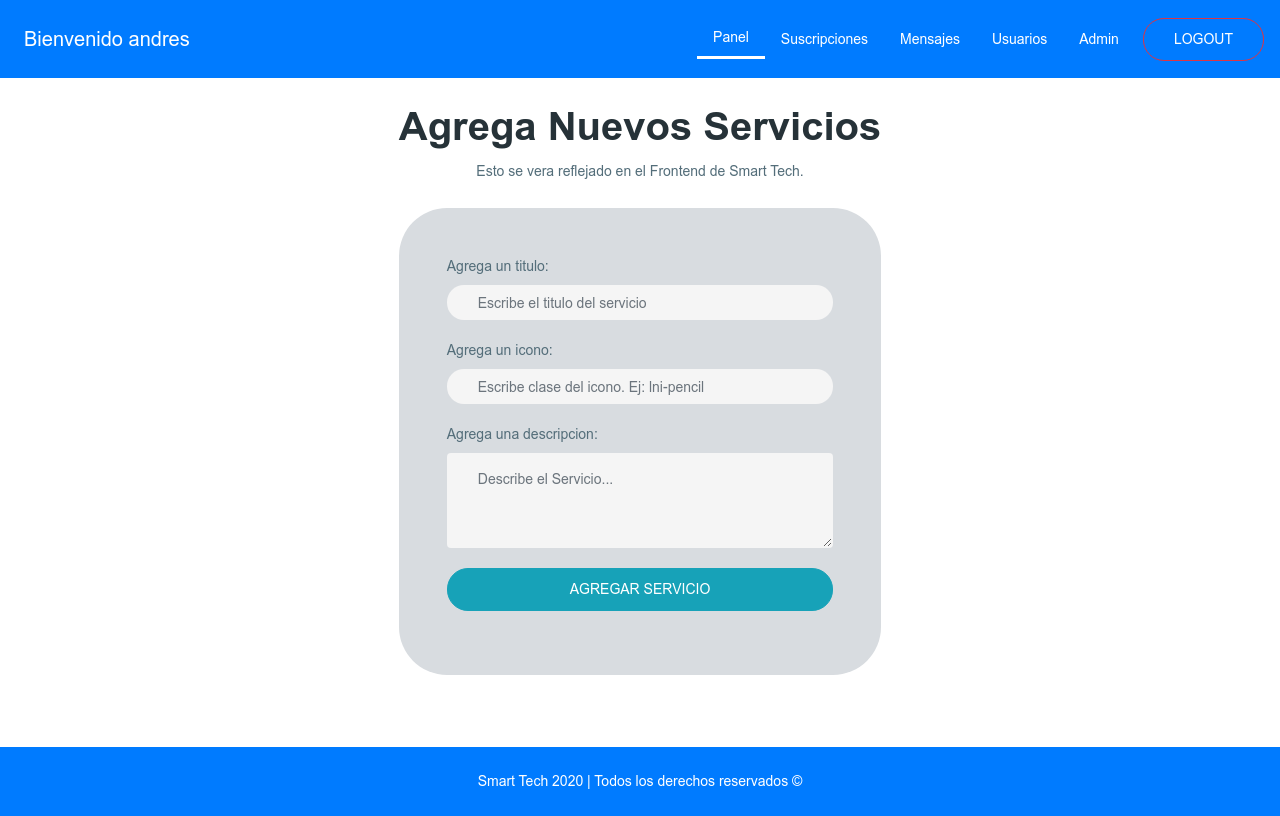 Bienvenido andres
Panel
Suscripciones
Mensajes
Usuarios
Admin
LOGOUT
Agrega Nuevos Servicios
Esto se vera reflejado en el Frontend de Smart Tech.
Agrega un titulo:
Escribe el titulo del servicio
Agrega un icono:
Escribe clase del icono. Ej: lni-pencil
Agrega una descripcion:
Describe el Servicio...
AGREGAR SERVICIO
Smart Tech 2020 | Todos los derechos reservados ©